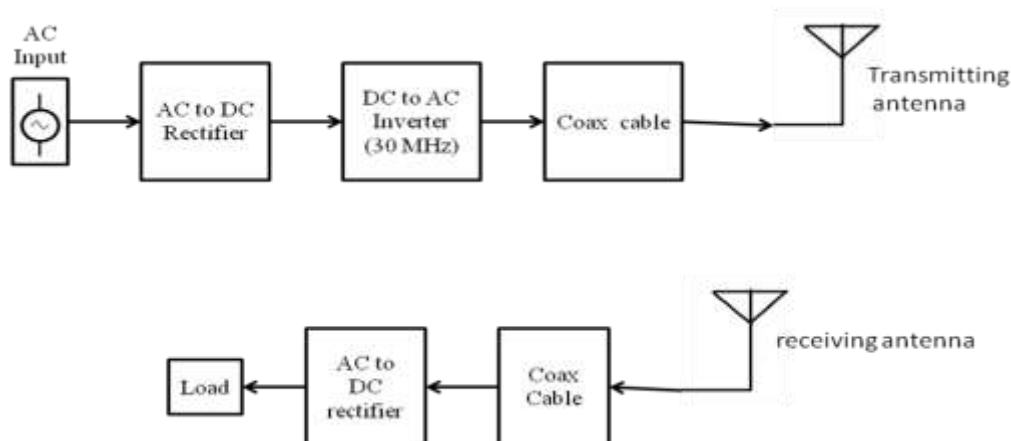 AC
Input
AC to DC
Rectifier
DC to AC
Inverter
(30 MHz)
Coax cable
Transmitting
antenna
Load
AC to
DC
rectifier
Coax
Cable
receiving antenna